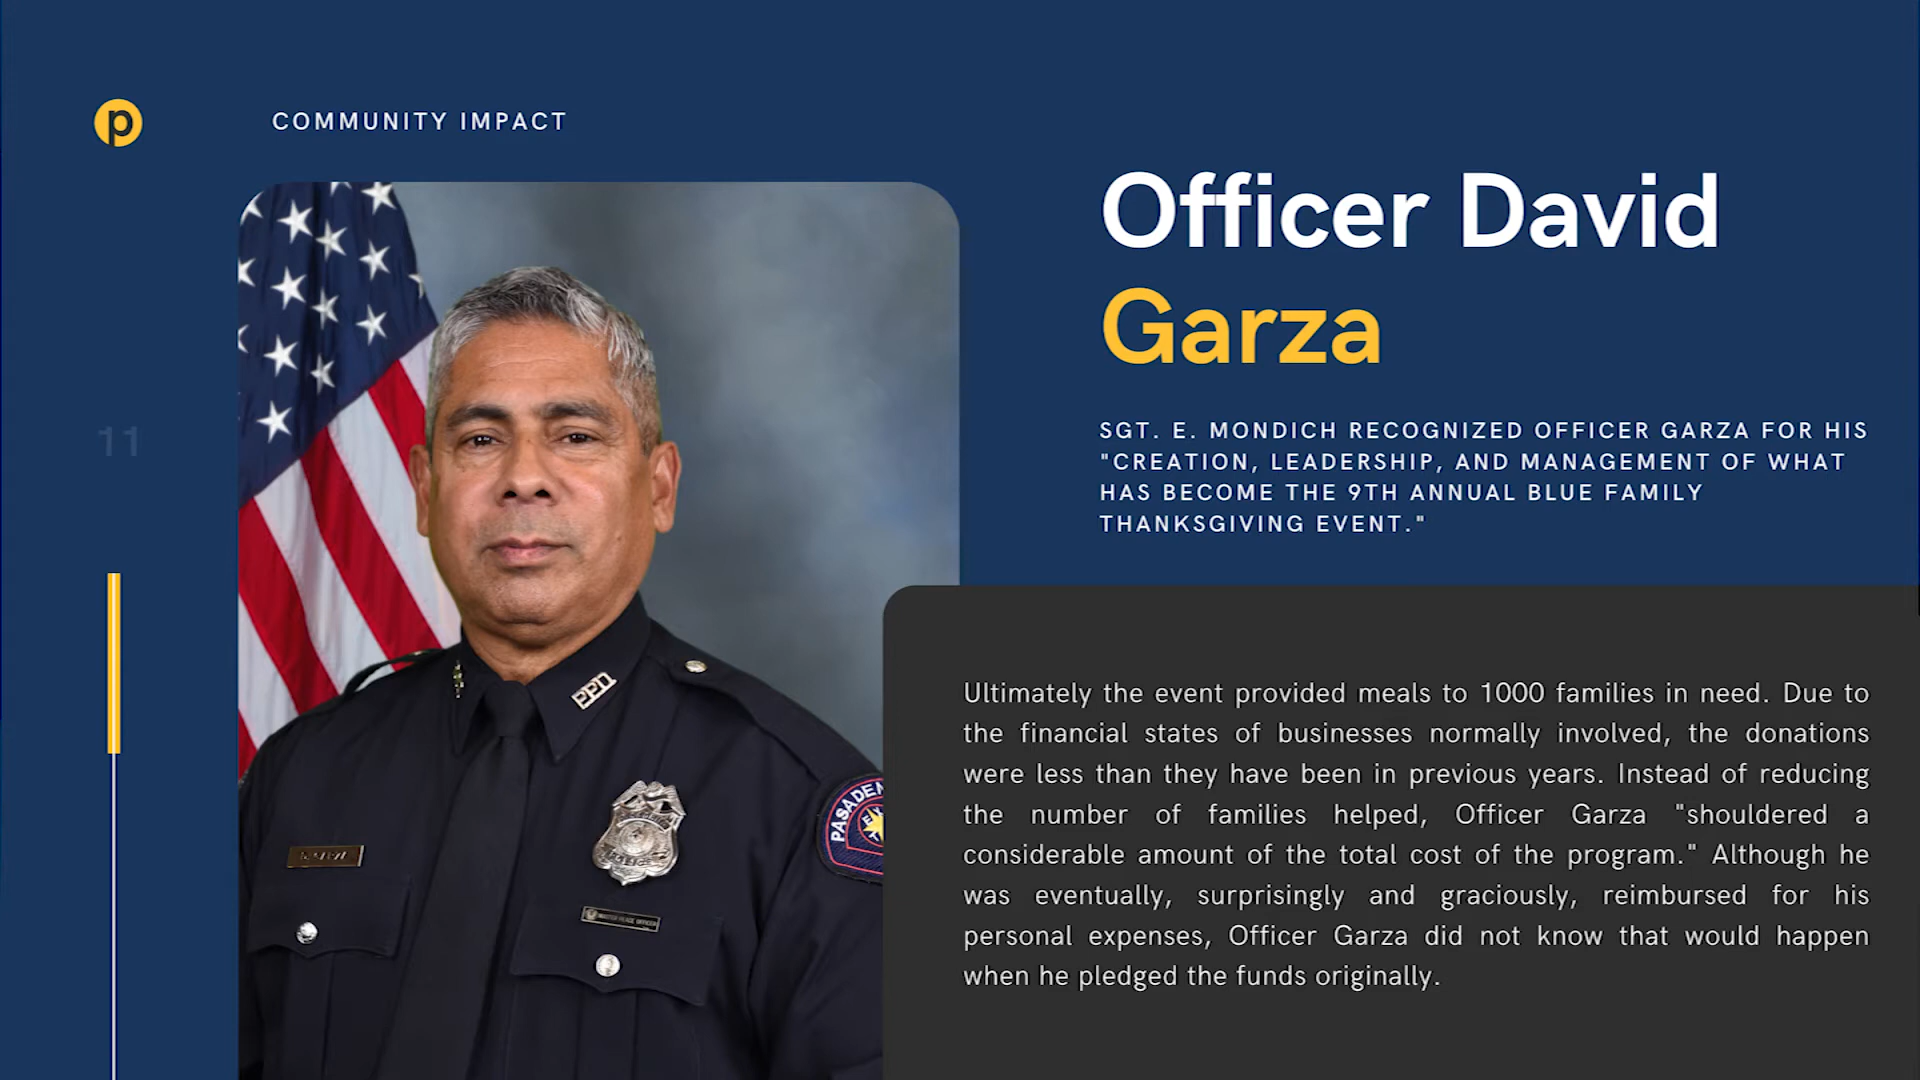 p
COMMUNITY IMPACT
Officer David
Garza
SGT. E. MONDICH RECOGNIZED OFFICER GARZA FOR HIS
"CREATION, LEADERSHIP, AND MANAGEMENT OF WHAT
HAS BECOME THE 9TH ANNUAL BLUE FAMILY
THANKSGIVING EVENT."
11
Ultimately the event provided meals to 1000 families in need. Due to
the financial states of businesses normally involved, the donations
were less than they have been in previous years. Instead of reducing
the number of families helped, Officer Garza "shouldered a
considerable amount of the total cost of the program." Although he
was eventually, surprisingly and graciously, reimbursed for his
personal expenses, Officer Garza did not know that would happen
when he pledged the funds originally.
PPD
PASADEN
POLICE
MASTER PEACE OFFICER